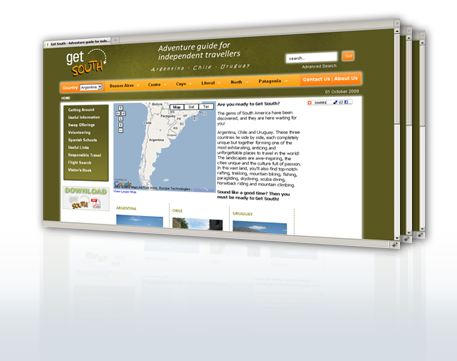 Get South - Adventure guide for inde...
get
SOUTH
Adventure guide for
independent travellers
Argentina - Chile - Uruguay
search...
Go
Advanced Search
Country Argentina Buenos Aires Centro Cuyo Litoral North Patagonia Contact Us | About Us
HOME
01 October 2009
Getting Around
Useful Information
Swap Offerings
Volunteering
Spanish Schools
Useful Links
Responsible Travel
Flight Search
Visitor's Book
DOWNLOAD
Map Sat Ter
Are you ready to Get South?
SHARE
The gems of South America have been
discovered, and they are waiting for
you!
Argentina, Chile and Uruguay. These three
countries lie side by side, each completely
unique but together forming one of the
most exhilarating, enticing and
unforgettable places to travel in the world!
The landscapes are awe-inspiring, the
cities unique and the culture full of passion.
In this vast land, you'll also find top-notch
rafting, trekking, mountain biking, fishing,
paragliding, skydiving, scuba diving,
horseback riding and mountain climbing.
Sound like a good time? Then you
must be ready to Get South!
View Larger Map
ARGENTINA
CHILE
URUGUAY